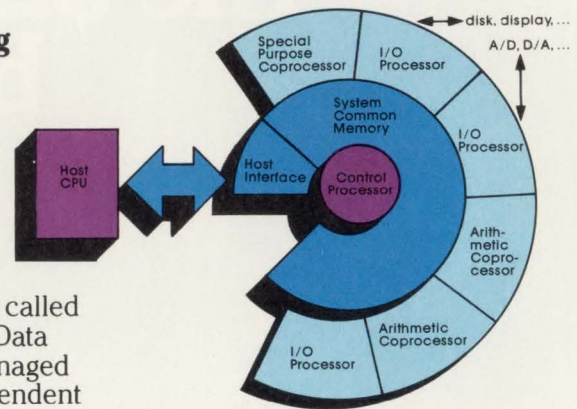 g
called
Data
naged
endent
Host
CPU
Special
Purpose
Coprocessor
I/O
Processor
disk, display, ...
A/D, D/A, ...
System
Common
Memory
Host
Interface
Control
Processor
I/O
Processor
Arith-
metic
Copro-
cessor
Arithmetic
Coprocessor
I/O
Processor